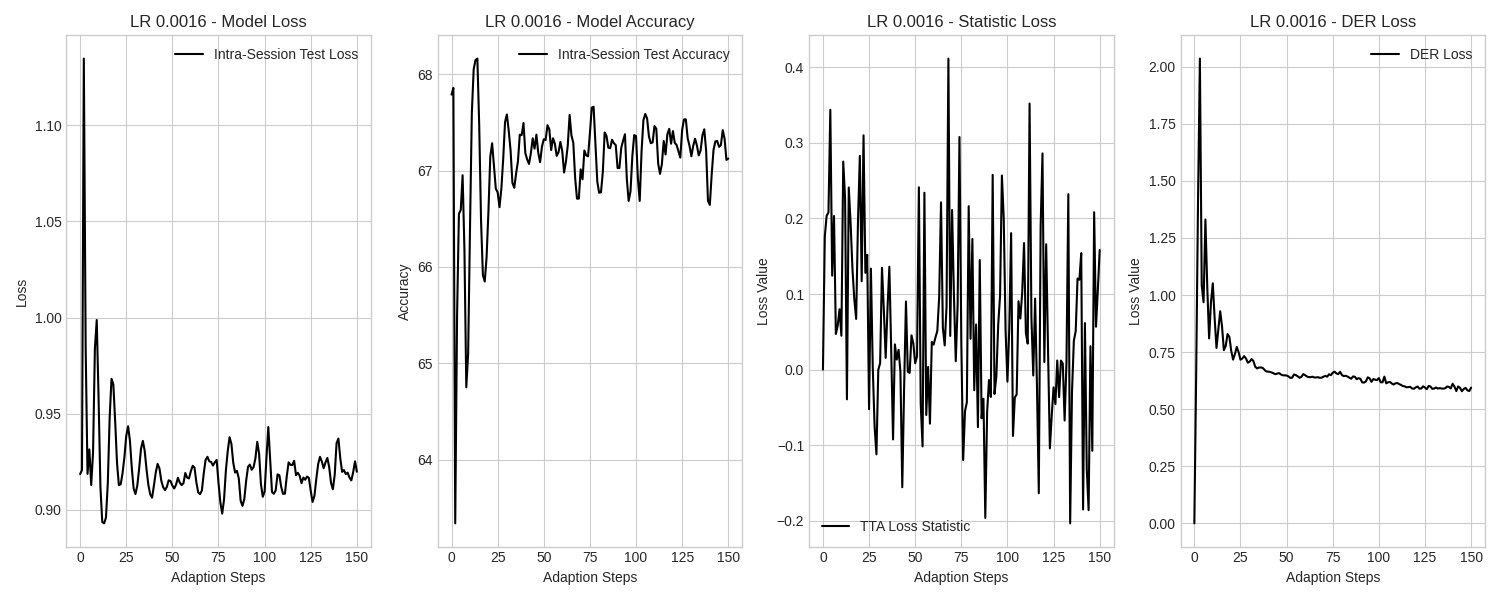 LR 0.0016 - Model Loss
Intra-Session Test Loss
Loss
1.10
1.05
1.00
0.95
0.90
0 25 50 75 100 125 150
Adaption Steps
LR 0.0016 - Model Accuracy
Intra-Session Test Accuracy
Accuracy
68
67
66
65
64
0 25 50 75 100 125 150
Adaption Steps
LR 0.0016 - Statistic Loss
Loss Value
0.4
0.3
0.2
0.1
0.0
−0.1
−0.2
TTA Loss Statistic
0 25 50 75 100 125 150
Adaption Steps
LR 0.0016 - DER Loss
DER Loss
Loss Value
2.00
1.75
1.50
1.25
1.00
0.75
0.50
0.25
0.00
0 25 50 75 100 125 150
Adaption Steps